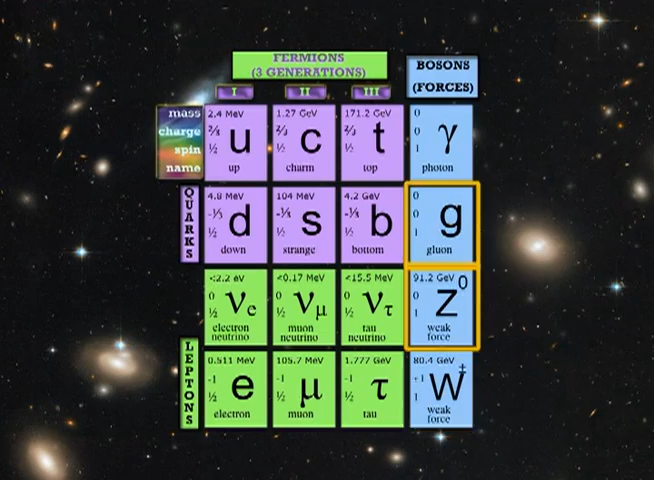 FERMIONS
(3 GENERATIONS)
BOSONS
(FORCES)
I II III
mass
charge
spin
name
2.4 MeV
⅔
½
u
up
1.27 GeV
⅔
½
c
charm
171.2 GeV
⅔
½
t
top
0
0
1
γ
photon
QUARKS
4.8 MeV
-⅓
½
d
down
104 MeV
-⅓
½
s
strange
4.2 GeV
-⅓
½
b
bottom
0
0
1
g
gluon
<2.2 eV
0
½
νe
electron
neutrino
<0.17 MeV
0
½
νμ
muon
neutrino
<15.5 MeV
0
½
ντ
tau
neutrino
91.2 GeV
0
1
Z0
weak
force
LEPTONS
0.511 MeV
-1
½
e
electron
105.7 MeV
-1
½
μ
muon
1.777 GeV
-1
½
τ
tau
80.4 GeV
±1
1
W±
weak
force